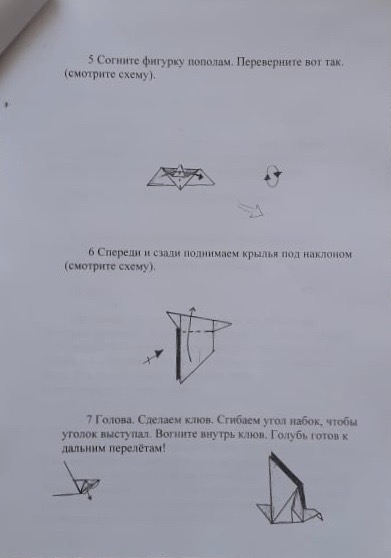 5 Согните фигурку пополам. Переверните вот так.
(смотрите схему).
6 Спереди и сзади поднимаем крылья под наклоном
(смотрите схему).
7 Голова. Сделаем клюв. Сгибаем угол набок, чтобы
уголок выступал. Вогните внутрь клюв. Голубь готов к
дальним перелётам!